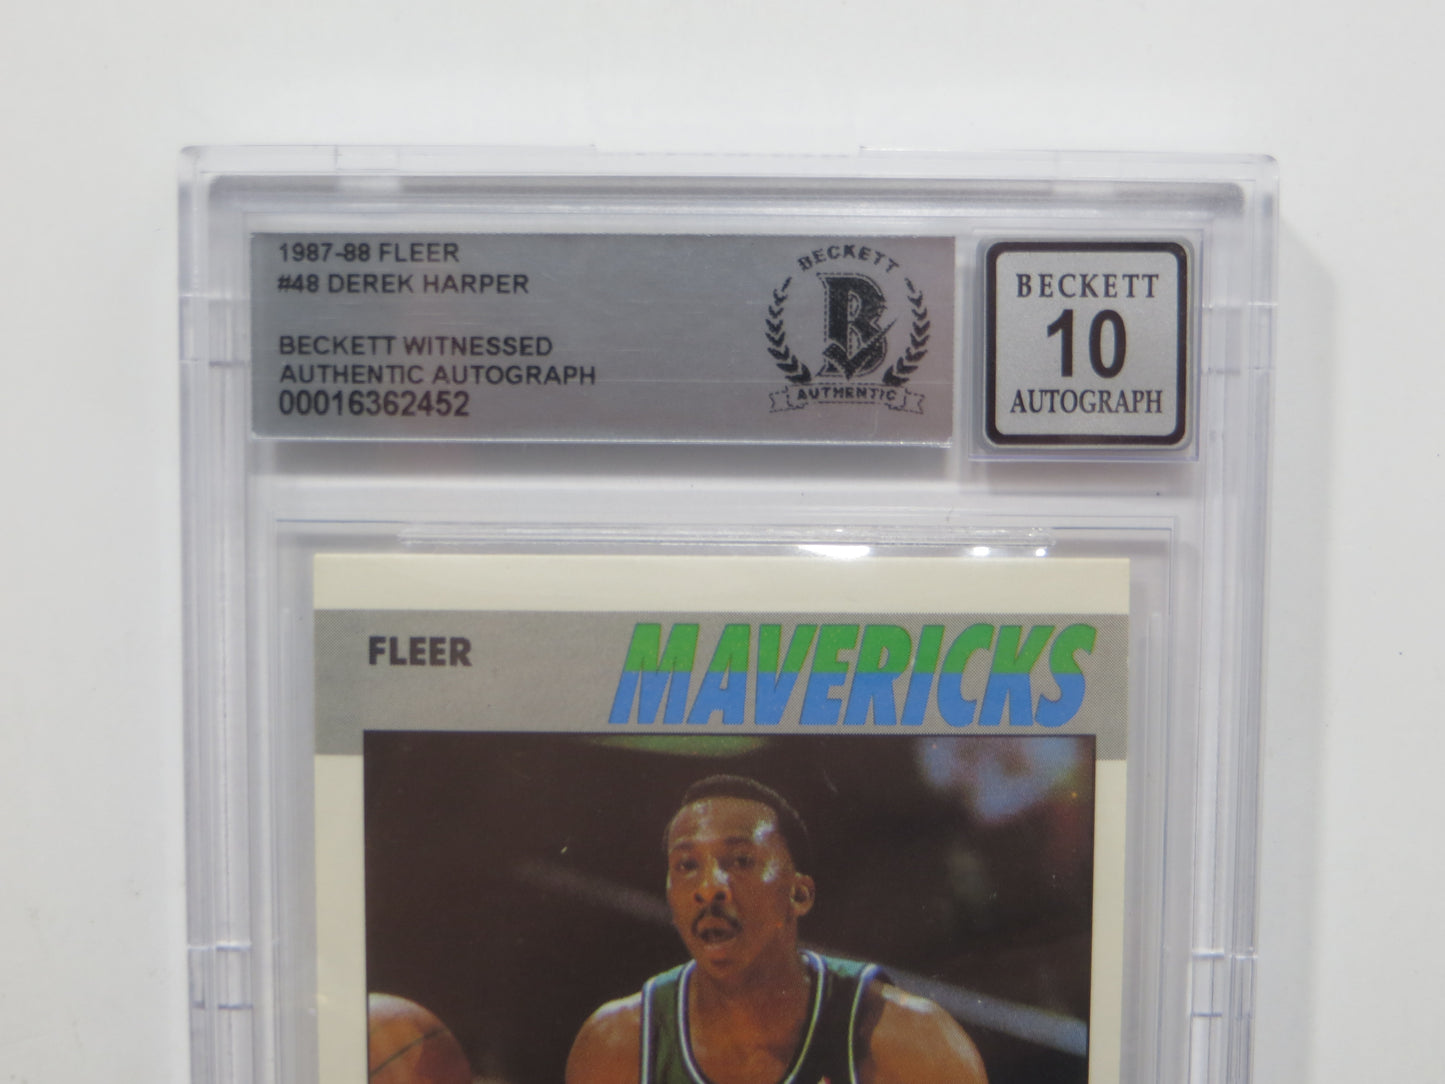 1987-88 FLEER
#48 DEREK HARPER
BECKETT WITNESSED
AUTHENTIC AUTOGRAPH
00016362452
BECKETT
B
AUTHENTIC
BECKETT
10
AUTOGRAPH
FLEER
MAVERICKS